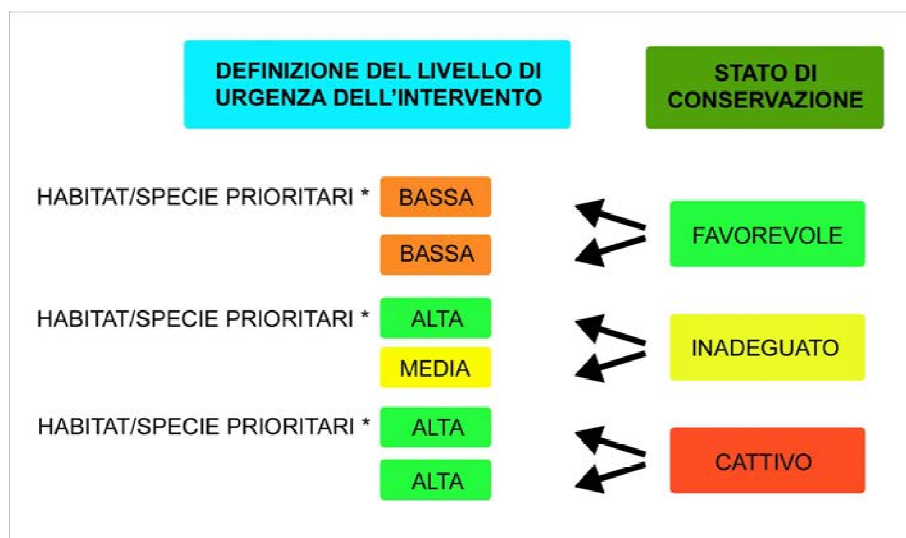 DEFINIZIONE DEL LIVELLO DI
URGENZA DELL'INTERVENTO
STATO DI
CONSERVAZIONE
HABITAT/SPECIE PRIORITARI * BASSA
BASSA
FAVOREVOLE
HABITAT/SPECIE PRIORITARI * ALTA
MEDIA
INADEGUATO
HABITAT/SPECIE PRIORITARI * ALTA
ALTA
CATTIVO